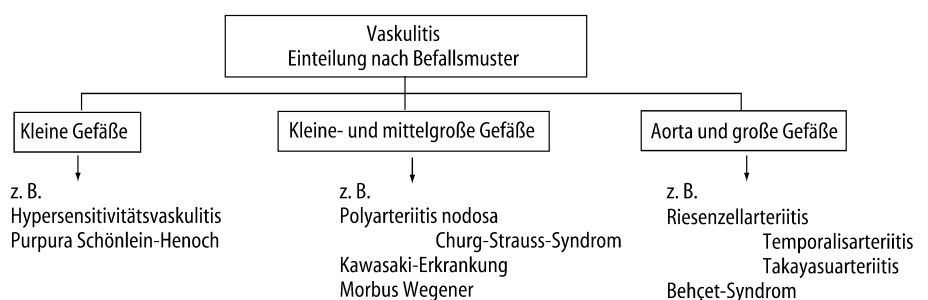 Vaskulitis
Einteilung nach Befallsmuster
Kleine Gefäße
z. B.
Hypersensitivitätsvaskulitis
Purpura Schönlein-Henoch
Kleine- und mittelgroße Gefäße
z. B.
Polyarteriitis nodosa
Churg-Strauss-Syndrom
Kawasaki-Erkrankung
Morbus Wegener
Aorta und große Gefäße
z. B.
Riesenzellarteriitis
Temporalisarteriitis
Takayasuarteriitis
Behçet-Syndrom